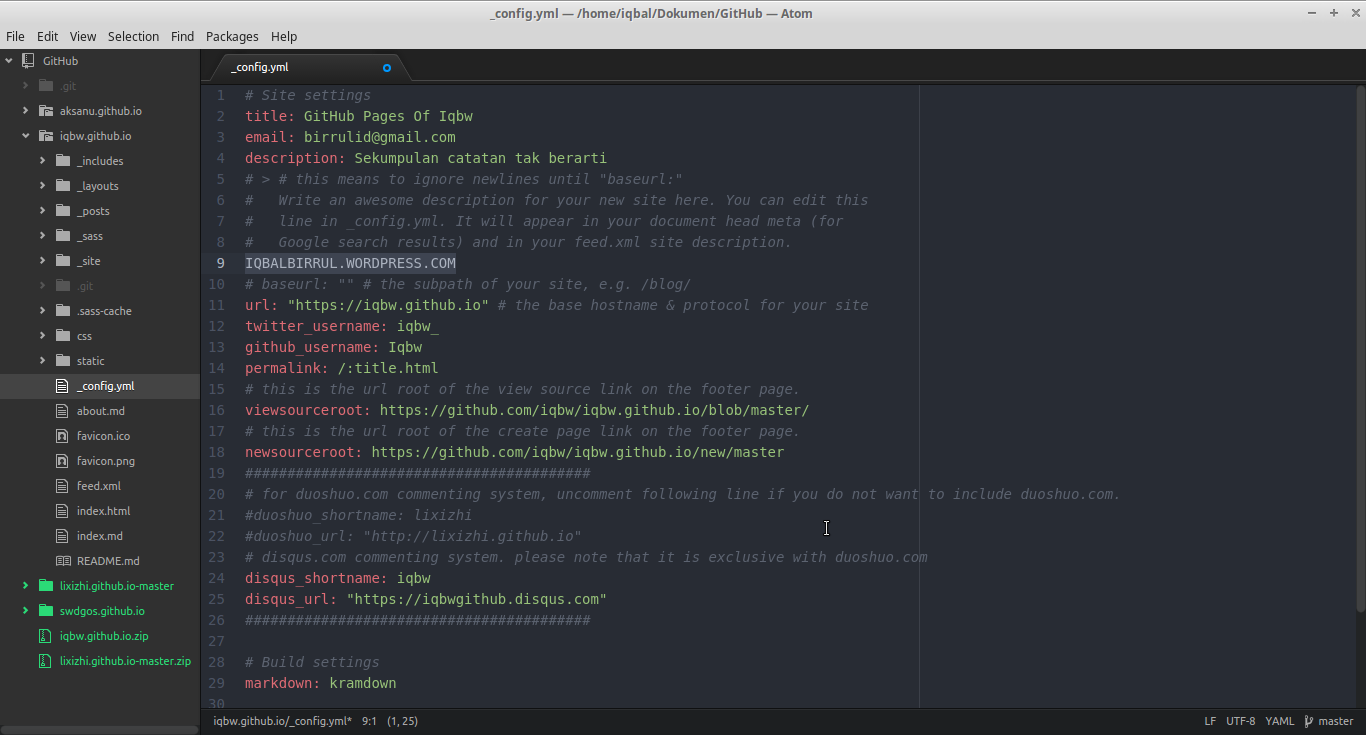 _config.yml — /home/iqbal/Dokumen/GitHub — Atom
File Edit View Selection Find Packages Help
GitHub
.git
aksanu.github.io
iqbw.github.io
_includes
_layouts
_posts
_sass
_site
.git
.sass-cache
css
static
_config.yml
about.md
favicon.ico
favicon.png
feed.xml
index.html
index.md
README.md
lixizhi.github.io-master
swdgos.github.io
iqbw.github.io.zip
lixizhi.github.io-master.zip
_config.yml
1 # Site settings
2 title: GitHub Pages Of Iqbw
3 email: birrulid@gmail.com
4 description: Sekumpulan catatan tak berarti
5 # > # this means to ignore newlines until "baseurl:"
6 #   Write an awesome description for your new site here. You can edit this
7 #   line in _config.yml. It will appear in your document head meta (for
8 #   Google search results) and in your feed.xml site description.
9 IQBALBIRRUL.WORDPRESS.COM
10 # baseurl: "" # the subpath of your site, e.g. /blog/
11 url: "https://iqbw.github.io" # the base hostname & protocol for your site
12 twitter_username: iqbw_
13 github_username: Iqbw
14 permalink: /:title.html
15 # this is the url root of the view source link on the footer page.
16 viewsourceroot: https://github.com/iqbw/iqbw.github.io/blob/master/
17 # this is the url root of the create page link on the footer page.
18 newsourceroot: https://github.com/iqbw/iqbw.github.io/new/master
19 #########################################
20 # for duoshuo.com commenting system, uncomment following line if you do not want to include duoshuo.com.
21 #duoshuo_shortname: lixizhi
22 #duoshuo_url: "http://lixizhi.github.io"
23 # disqus.com commenting system. please note that it is exclusive with duoshuo.com
24 disqus_shortname: iqbw
25 disqus_url: "https://iqbwgithub.disqus.com"
26 #########################################
27
28 # Build settings
29 markdown: kramdown
30
iqbw.github.io/_config.yml* 9:1 (1, 25) LF UTF-8 YAML master